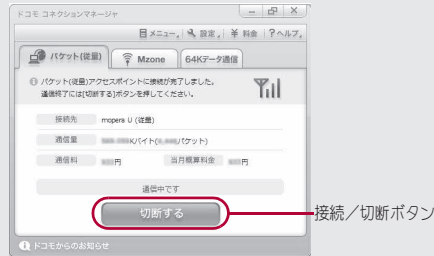 ドコモ コネクションマネージャ
メニュー, 設定, ¥ 料金 ?ヘルプ,
パケット(従量) Mzone 64Kデータ通信
パケット(従量)アクセスポイントに接続が完了しました。
通信終了には[切断する]ボタンを押してください。
接続先 mopera U (従量)
通信量 Kバイト( パケット)
通信料 円 当月概算料金 円
通信中です
切断する
接続／切断ボタン
ドコモからのお知らせ